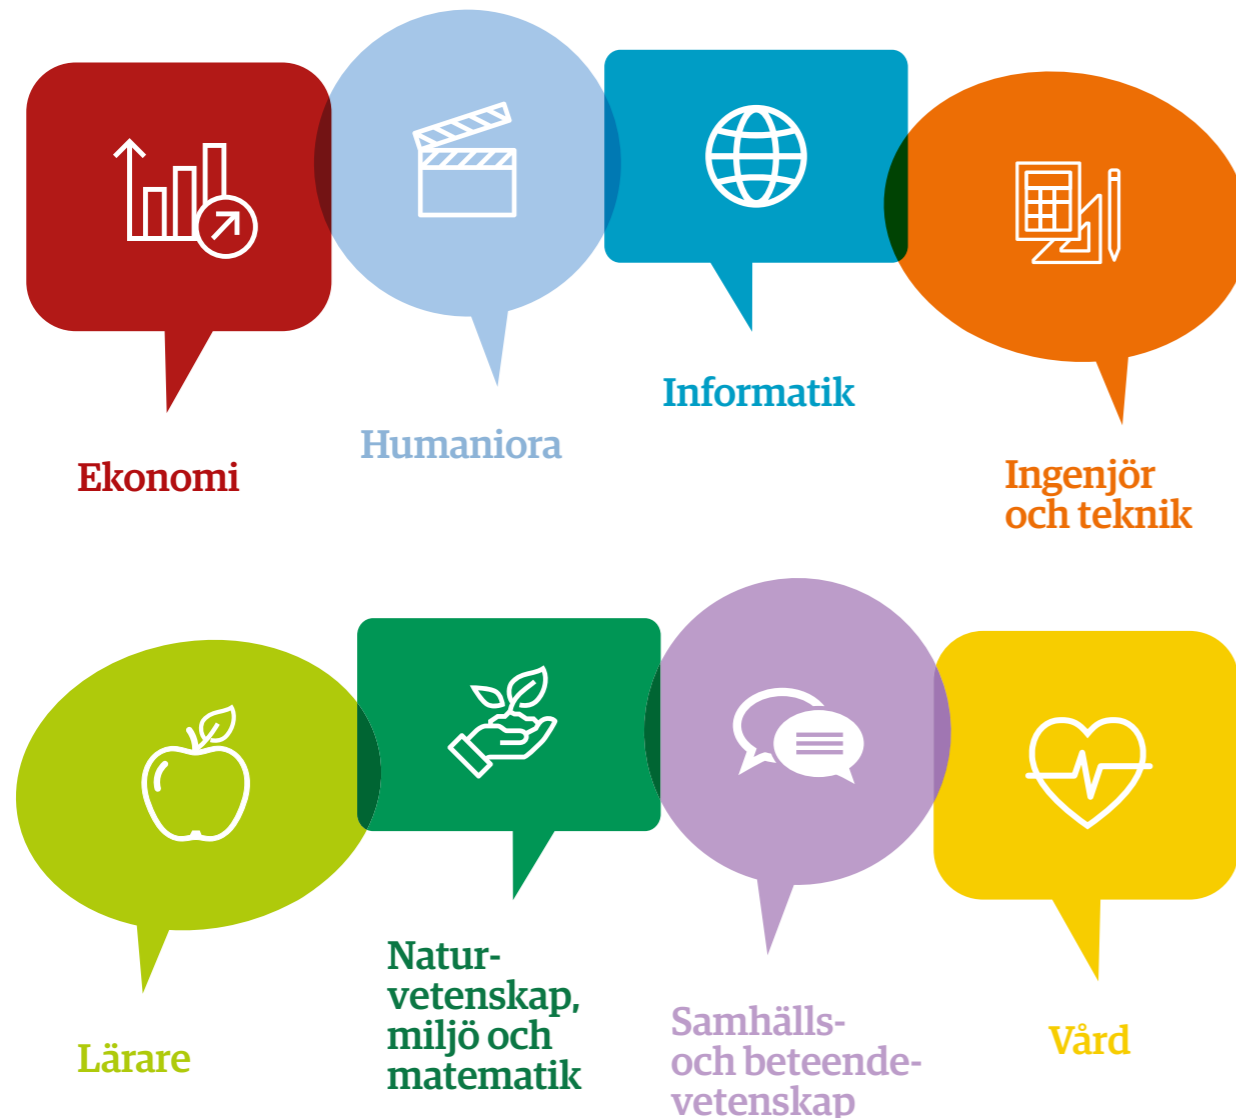 Ekonomi
Humaniora
Informatik
Ingenjör
och teknik
Lärare
Natur-
vetenskap,
miljö och
matematik
Samhälls-
och beteende-
vetenskap
Vård